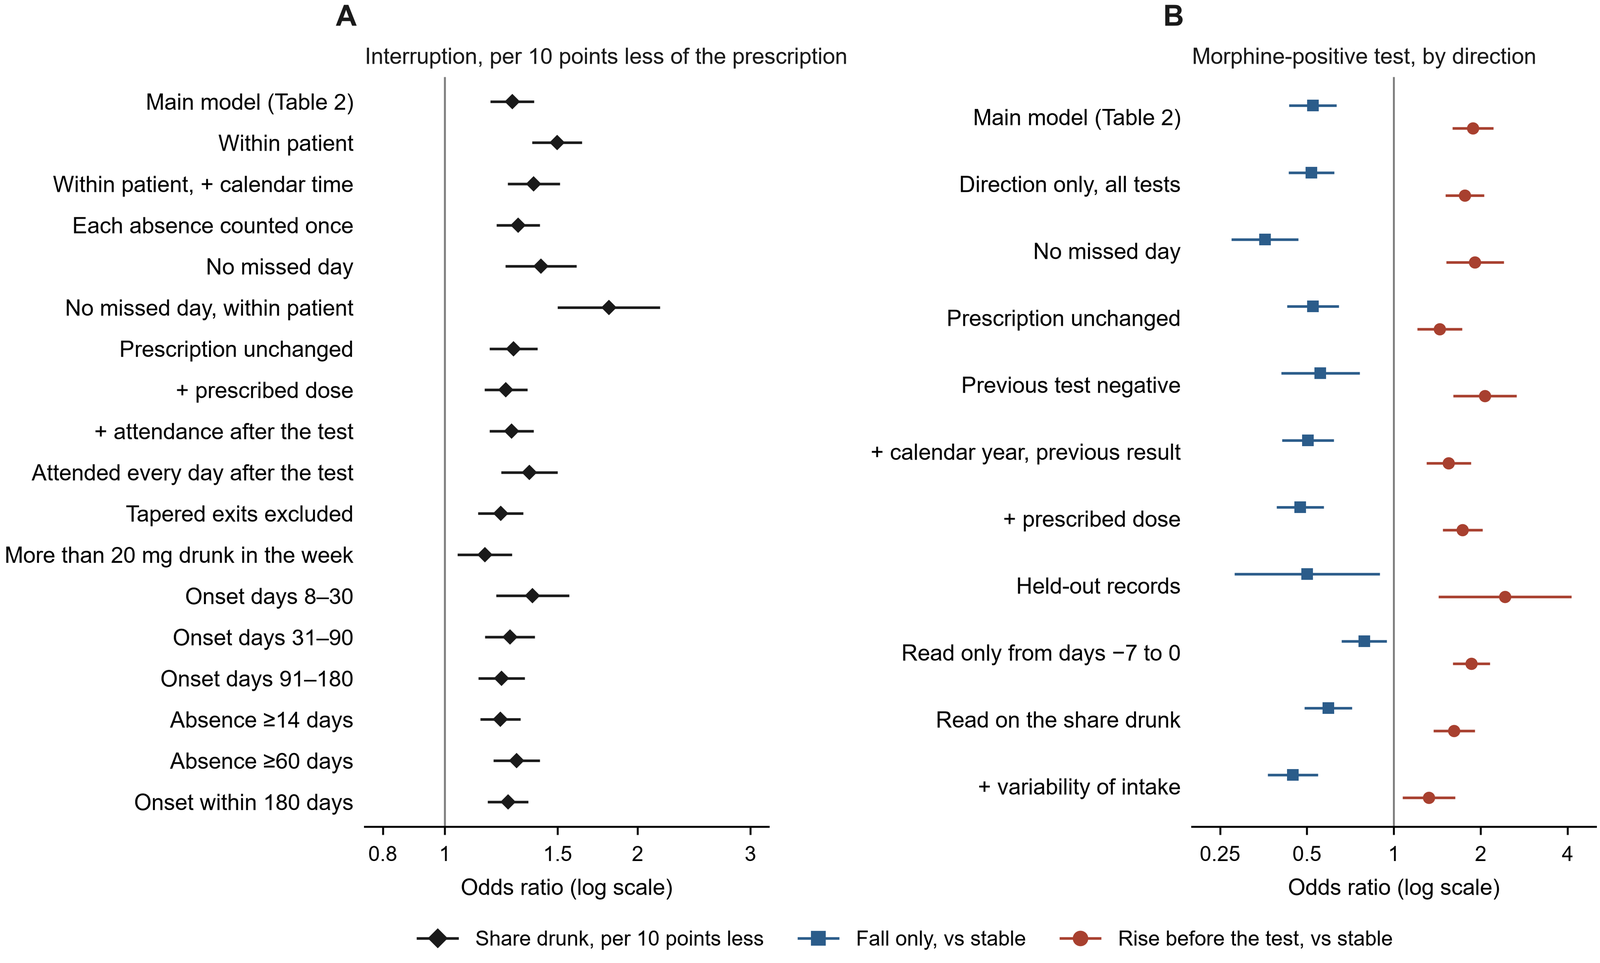 A
Interruption, per 10 points less of the prescription
Main model (Table 2)
Within patient
Within patient, + calendar time
Each absence counted once
No missed day
No missed day, within patient
Prescription unchanged
+ prescribed dose
+ attendance after the test
Attended every day after the test
Tapered exits excluded
More than 20 mg drunk in the week
Onset days 8–30
Onset days 31–90
Onset days 91–180
Absence ≥14 days
Absence ≥60 days
Onset within 180 days
0.8 1 1.5 2 3
Odds ratio (log scale)
B
Morphine-positive test, by direction
Main model (Table 2)
Direction only, all tests
No missed day
Prescription unchanged
Previous test negative
+ calendar year, previous result
+ prescribed dose
Held-out records
Read only from days −7 to 0
Read on the share drunk
+ variability of intake
0.25 0.5 1 2 4
Odds ratio (log scale)
Share drunk, per 10 points less Fall only, vs stable Rise before the test, vs stable